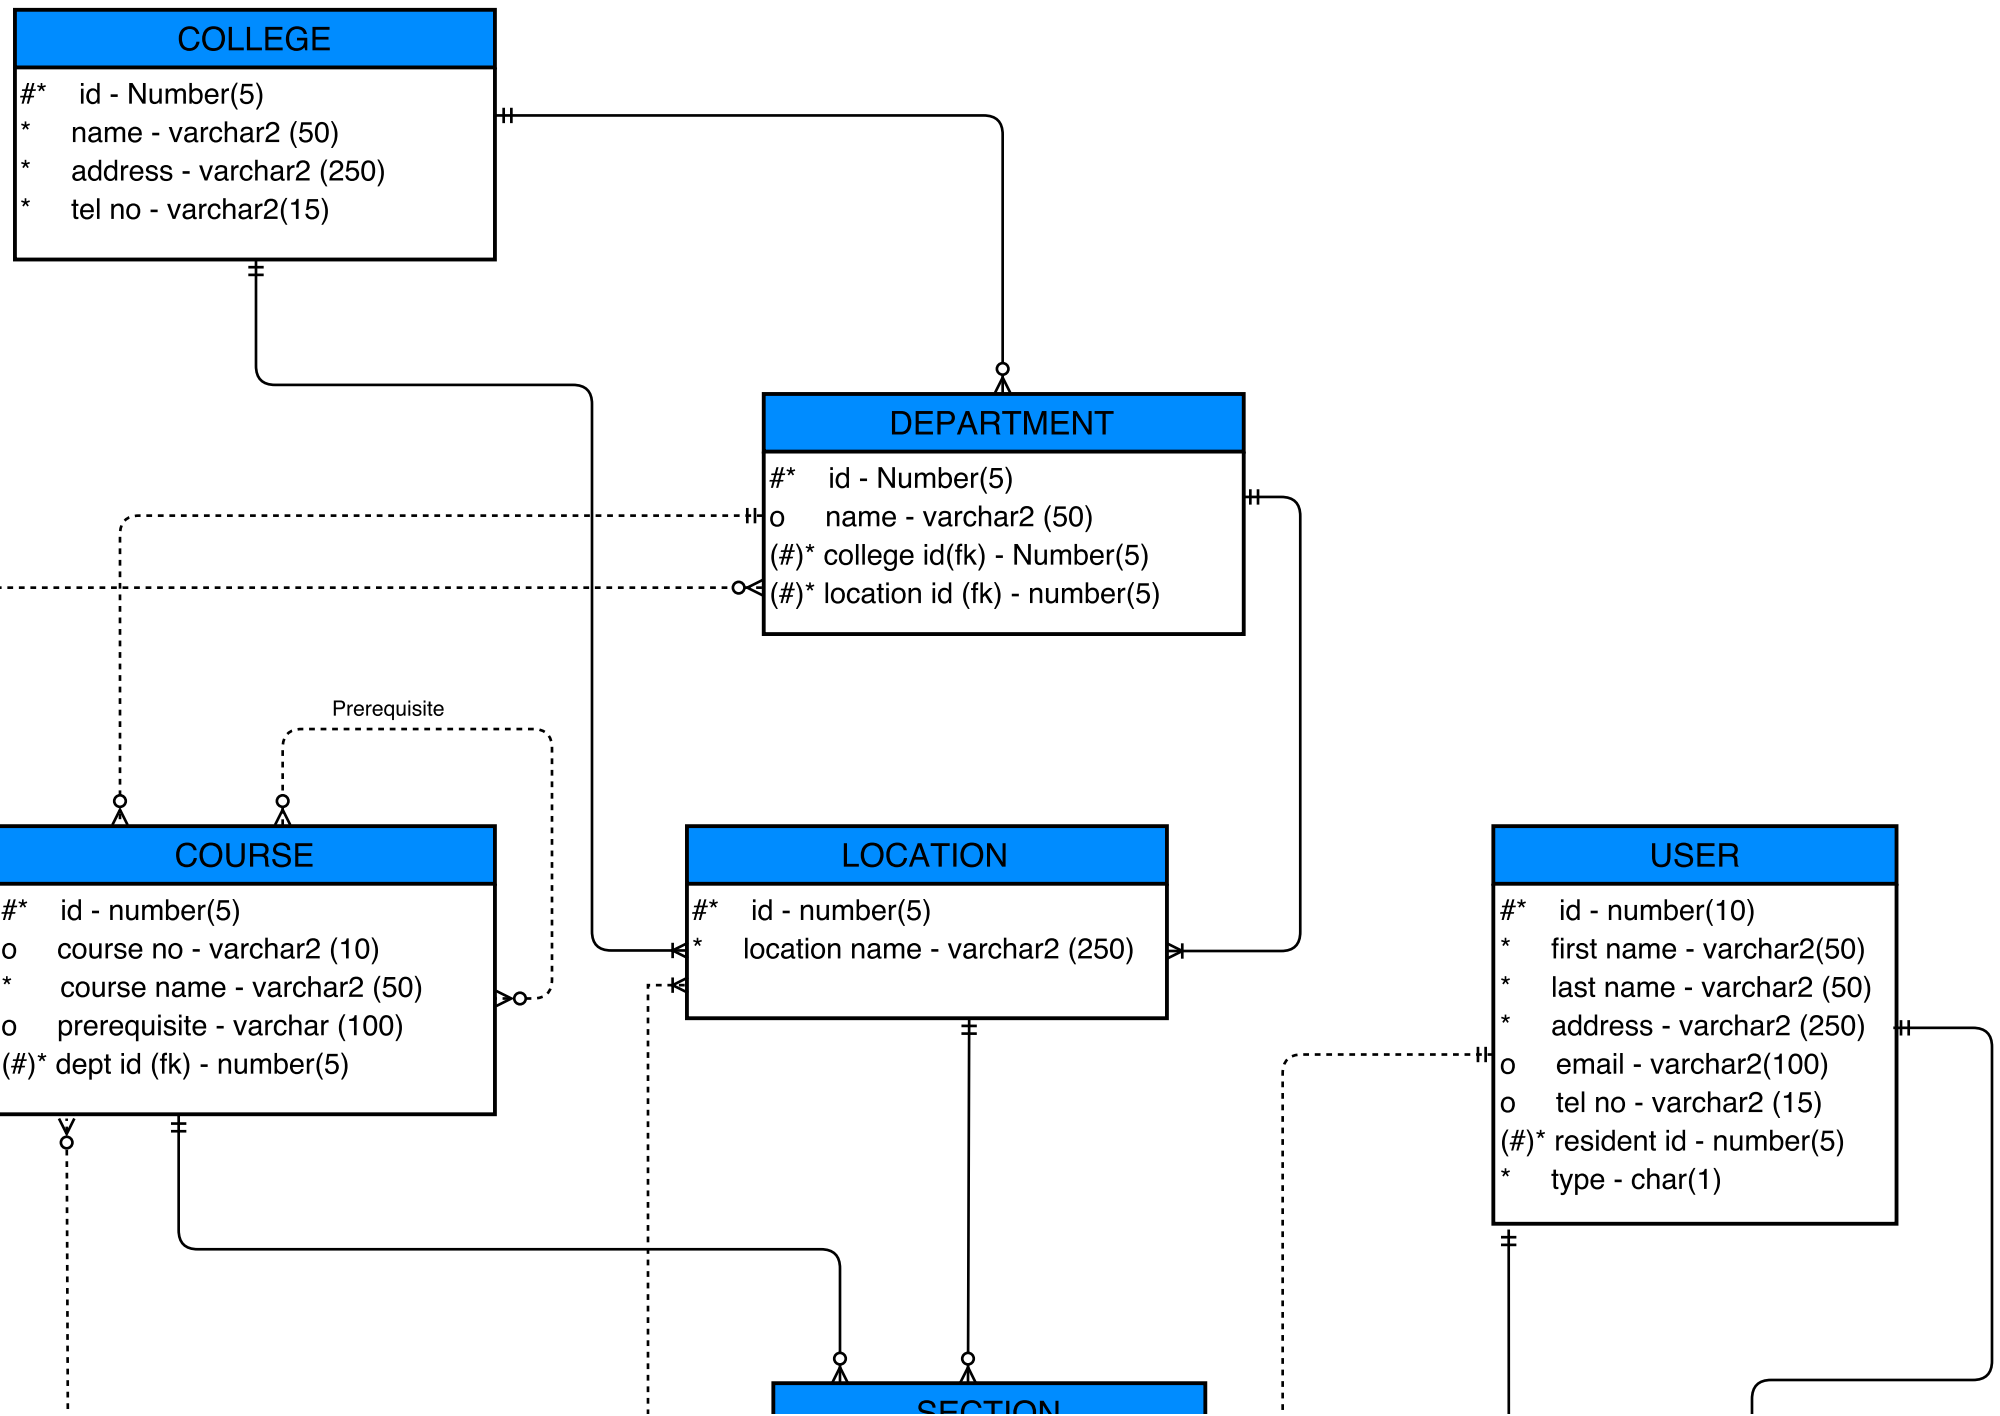 COLLEGE
#* id - Number(5)
* name - varchar2 (50)
* address - varchar2 (250)
* tel no - varchar2(15)
DEPARTMENT
#* id - Number(5)
o name - varchar2 (50)
(#)* college id(fk) - Number(5)
(#)* location id (fk) - number(5)
Prerequisite
COURSE
#* id - number(5)
o course no - varchar2 (10)
* course name - varchar2 (50)
o prerequisite - varchar (100)
(#)* dept id (fk) - number(5)
LOCATION
#* id - number(5)
* location name - varchar2 (250)
USER
#* id - number(10)
* first name - varchar2(50)
* last name - varchar2 (50)
* address - varchar2 (250)
o email - varchar2(100)
o tel no - varchar2 (15)
(#)* resident id - number(5)
* type - char(1)
SECTION